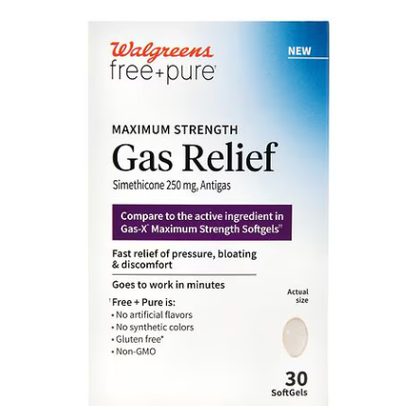 Walgreens
free+pure®
NEW
MAXIMUM STRENGTH
Gas Relief
Simethicone 250 mg, Antigas
Compare to the active ingredient in
Gas-X® Maximum Strength Softgels††
Fast relief of pressure, bloating
& discomfort
Goes to work in minutes
†Free + Pure is:
• No artificial flavors
• No synthetic colors
• Gluten free*
• Non-GMO
Actual
size
30
SoftGels